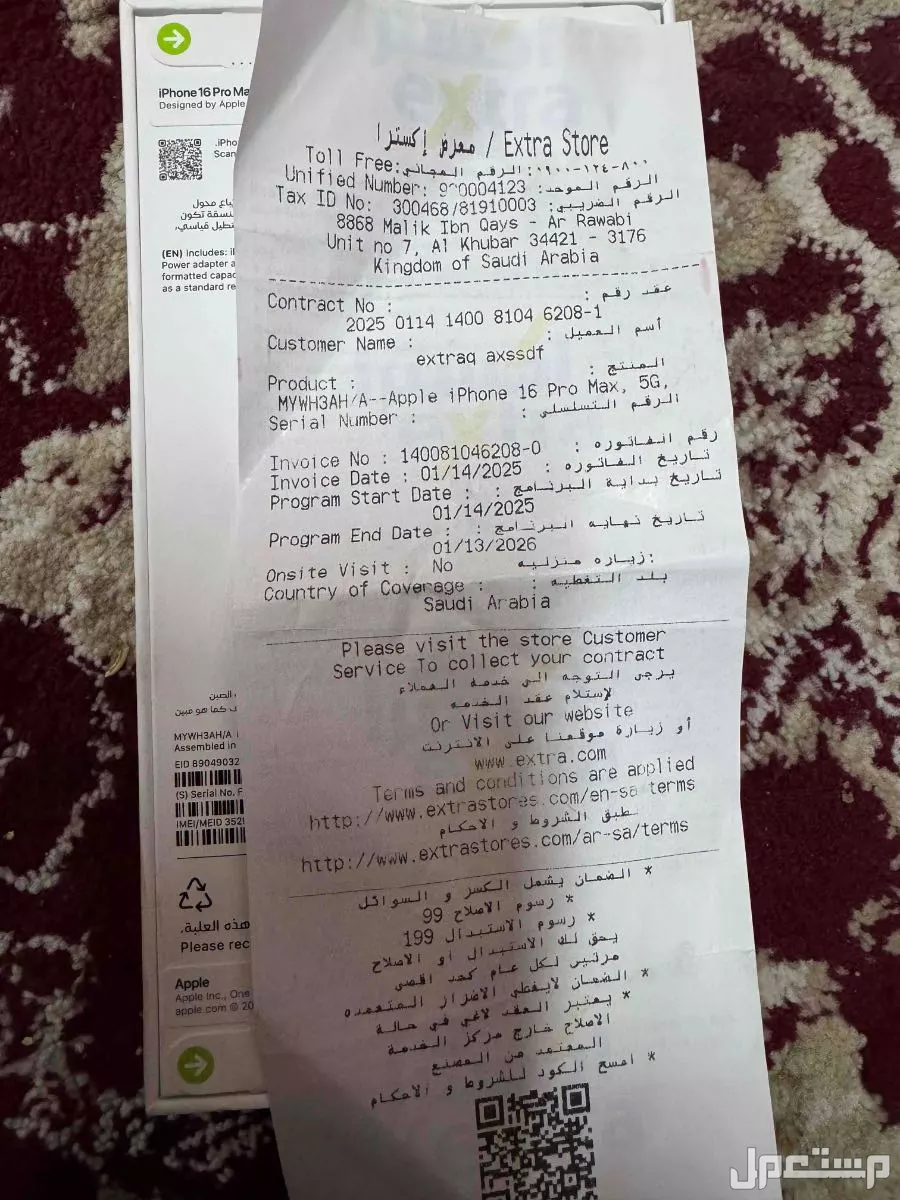 iPhone 16 Pro Ma
Designed by Apple
.iPho
Scan
(EN) Includes: iP
Power adapter a
formatted capac
as a standard re
معرض إكسترا / Extra Store
Toll Free: الرقم المجاني: ٨٠٠-١٢٤-٠٩٠٠
Unified Number: 920004123 الرقم الموحد:
Tax ID No: 300468781910003 الرقم الضريبي:
8868 Malik Ibn Qays - Ar Rawabi
Unit no 7, Al Khubar 34421 - 3176
Kingdom of Saudi Arabia
Contract No : عقد رقم :
2025 0114 1400 8104 6208-1
Customer Name : أسم العميل :
extraq axssdf
Product : المنتج :
MYWH3AH/A--Apple iPhone 16 Pro Max, 5G,
Serial Number : الرقم التسلسلي :
Invoice No : 140081046208-0 رقم الفاتوره :
Invoice Date : 01/14/2025 تاريخ الفاتوره :
Program Start Date : تاريخ بداية البرنامج :
01/14/2025
Program End Date : تاريخ نهايه البرنامج :
01/13/2026
Onsite Visit : No زياره منزليه:
Country of Coverage : بلد التغطيه :
Saudi Arabia
Please visit the store Customer
Service To collect your contract
يرجى التوجه الى خدمة العملاء
لإستلام عقد الخدمه
Or Visit our website
أو زيارة موقعنا على الانترنت
www.extra.com
Terms and conditions are applied
http://www.extrastores.com/en-sa/terms
تطبق الشروط و الاحكام
http://www.extrastores.com/ar-sa/terms
* الضمان يشمل الكسر و السوائل
* رسوم الاصلاح 99
* رسوم الاستبدال 199
يحق لك الاستبدال أو الاصلاح
مرتين لكل عام كحد اقصى
* الضمان لايغطي الاضرار المتعمده
* يعتبر العقد لاغي في حالة
الاصلاح خارج مركز الخدمة
المعتمد من المصنع
* امسح الكود للشروط و الاحكام
MYWH3AH/A
Assembled in
EID 89049032
(S) Serial No. F
IMEI/MEID 352
هذه العلبة.
Please rec
Apple
Apple Inc., One
apple.com © 20
مستعمل